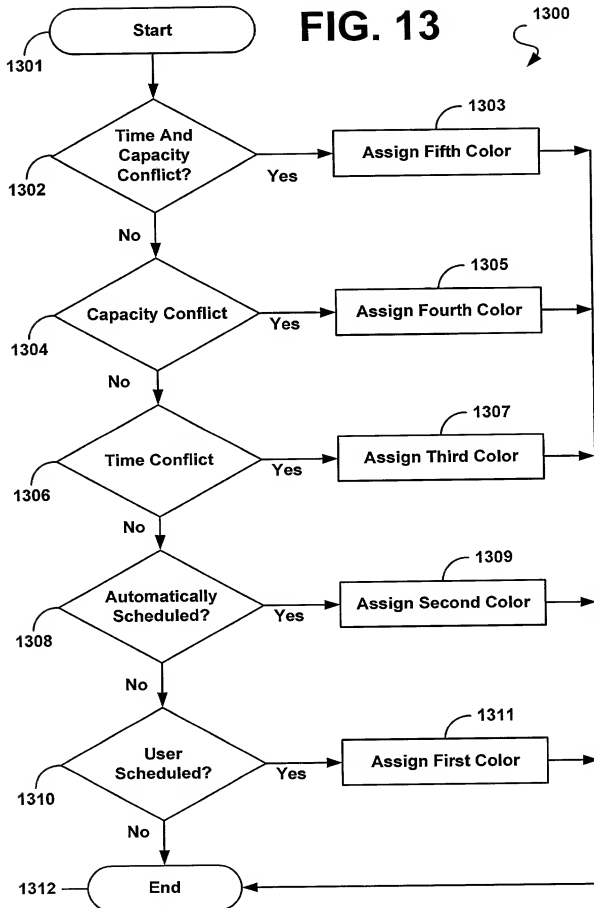 FIG. 13
1300
Start
1301
Time And
Capacity
Conflict?
1302
Yes
1303
Assign Fifth Color
No
Capacity Conflict
1304
Yes
1305
Assign Fourth Color
No
Time Conflict
1306
Yes
1307
Assign Third Color
No
Automatically
Scheduled?
1308
Yes
1309
Assign Second Color
No
User
Scheduled?
1310
Yes
1311
Assign First Color
No
1312
End